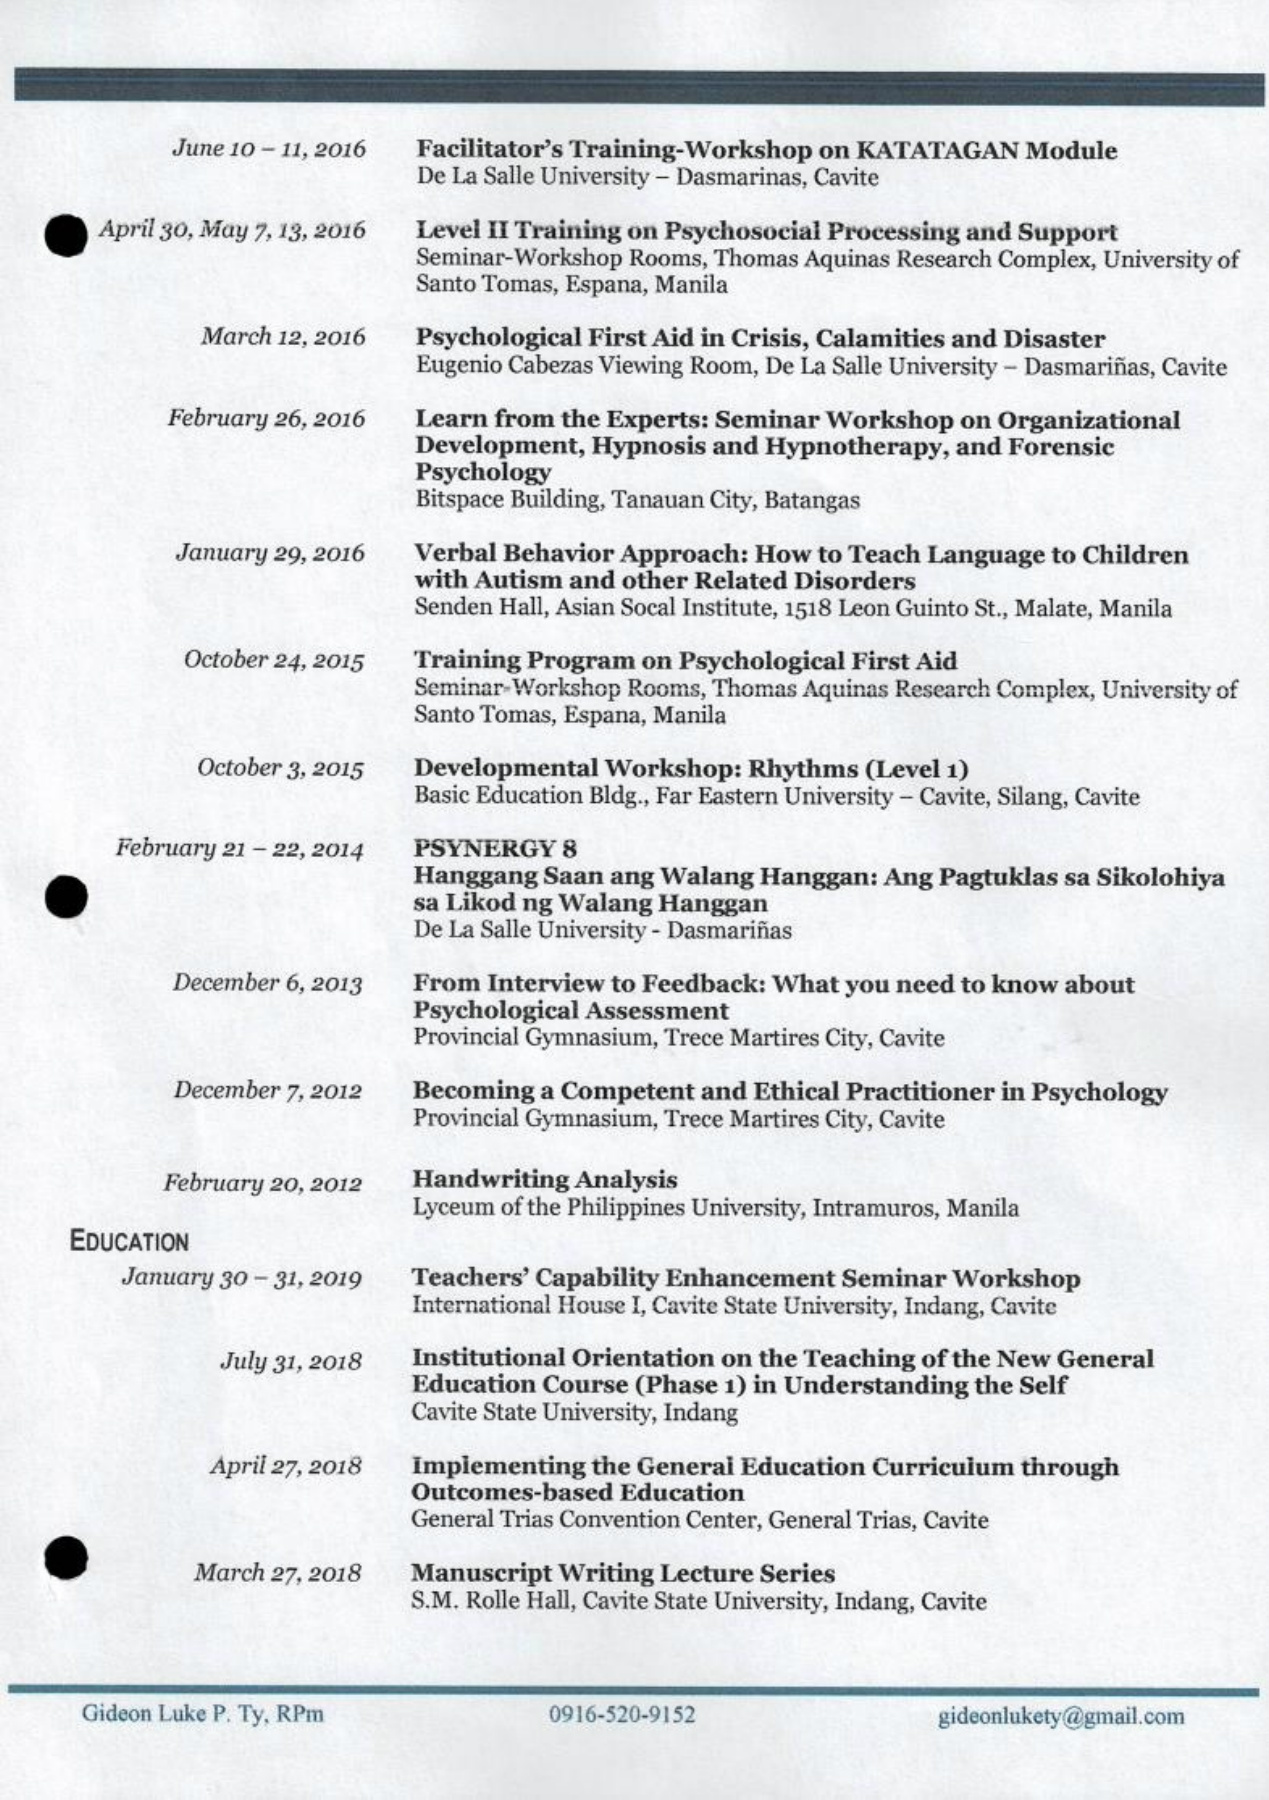 June 10 – 11, 2016 Facilitator's Training-Workshop on KATATAGAN Module
De La Salle University – Dasmarinas, Cavite
April 30, May 7, 13, 2016 Level II Training on Psychosocial Processing and Support
Seminar-Workshop Rooms, Thomas Aquinas Research Complex, University of
Santo Tomas, Espana, Manila
March 12, 2016 Psychological First Aid in Crisis, Calamities and Disaster
Eugenio Cabezas Viewing Room, De La Salle University – Dasmariñas, Cavite
February 26, 2016 Learn from the Experts: Seminar Workshop on Organizational
Development, Hypnosis and Hypnotherapy, and Forensic
Psychology
Bitspace Building, Tanauan City, Batangas
January 29, 2016 Verbal Behavior Approach: How to Teach Language to Children
with Autism and other Related Disorders
Senden Hall, Asian Socal Institute, 1518 Leon Guinto St., Malate, Manila
October 24, 2015 Training Program on Psychological First Aid
Seminar-Workshop Rooms, Thomas Aquinas Research Complex, University of
Santo Tomas, Espana, Manila
October 3, 2015 Developmental Workshop: Rhythms (Level 1)
Basic Education Bldg., Far Eastern University – Cavite, Silang, Cavite
February 21 – 22, 2014 PSYNERGY 8
Hanggang Saan ang Walang Hanggan: Ang Pagtuklas sa Sikolohiya
sa Likod ng Walang Hanggan
De La Salle University - Dasmariñas
December 6, 2013 From Interview to Feedback: What you need to know about
Psychological Assessment
Provincial Gymnasium, Trece Martires City, Cavite
December 7, 2012 Becoming a Competent and Ethical Practitioner in Psychology
Provincial Gymnasium, Trece Martires City, Cavite
February 20, 2012 Handwriting Analysis
Lyceum of the Philippines University, Intramuros, Manila
EDUCATION
January 30 – 31, 2019 Teachers' Capability Enhancement Seminar Workshop
International House I, Cavite State University, Indang, Cavite
July 31, 2018 Institutional Orientation on the Teaching of the New General
Education Course (Phase 1) in Understanding the Self
Cavite State University, Indang
April 27, 2018 Implementing the General Education Curriculum through
Outcomes-based Education
General Trias Convention Center, General Trias, Cavite
March 27, 2018 Manuscript Writing Lecture Series
S.M. Rolle Hall, Cavite State University, Indang, Cavite
Gideon Luke P. Ty, RPm 0916-520-9152 gideonlukety@gmail.com